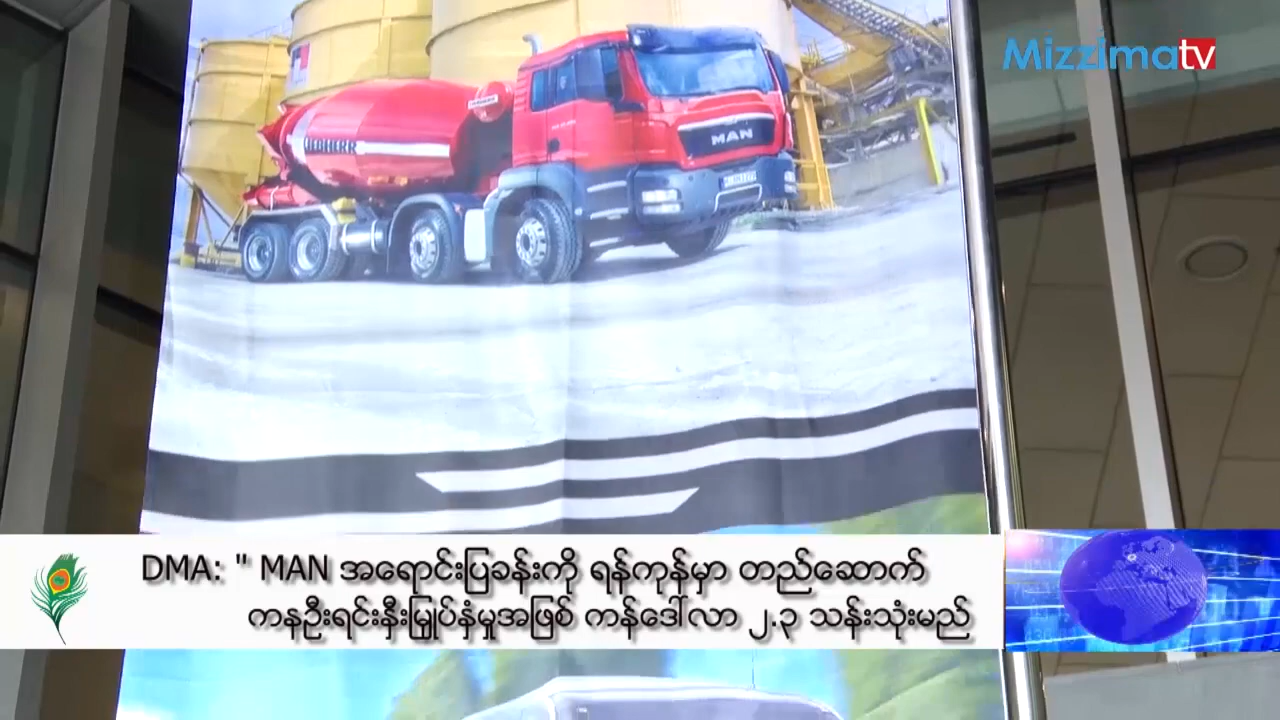 Mizzima tv
LIEBHERR
MAN
DMA: " MAN အရောင်းပြခန်းကို ရန်ကုန်မှာ တည်ဆောက်
ကနဦးရင်းနှီးမြှုပ်နှံမှုအဖြစ် ကန်ဒေါ်လာ ၂.၃ သန်းသုံးမည်